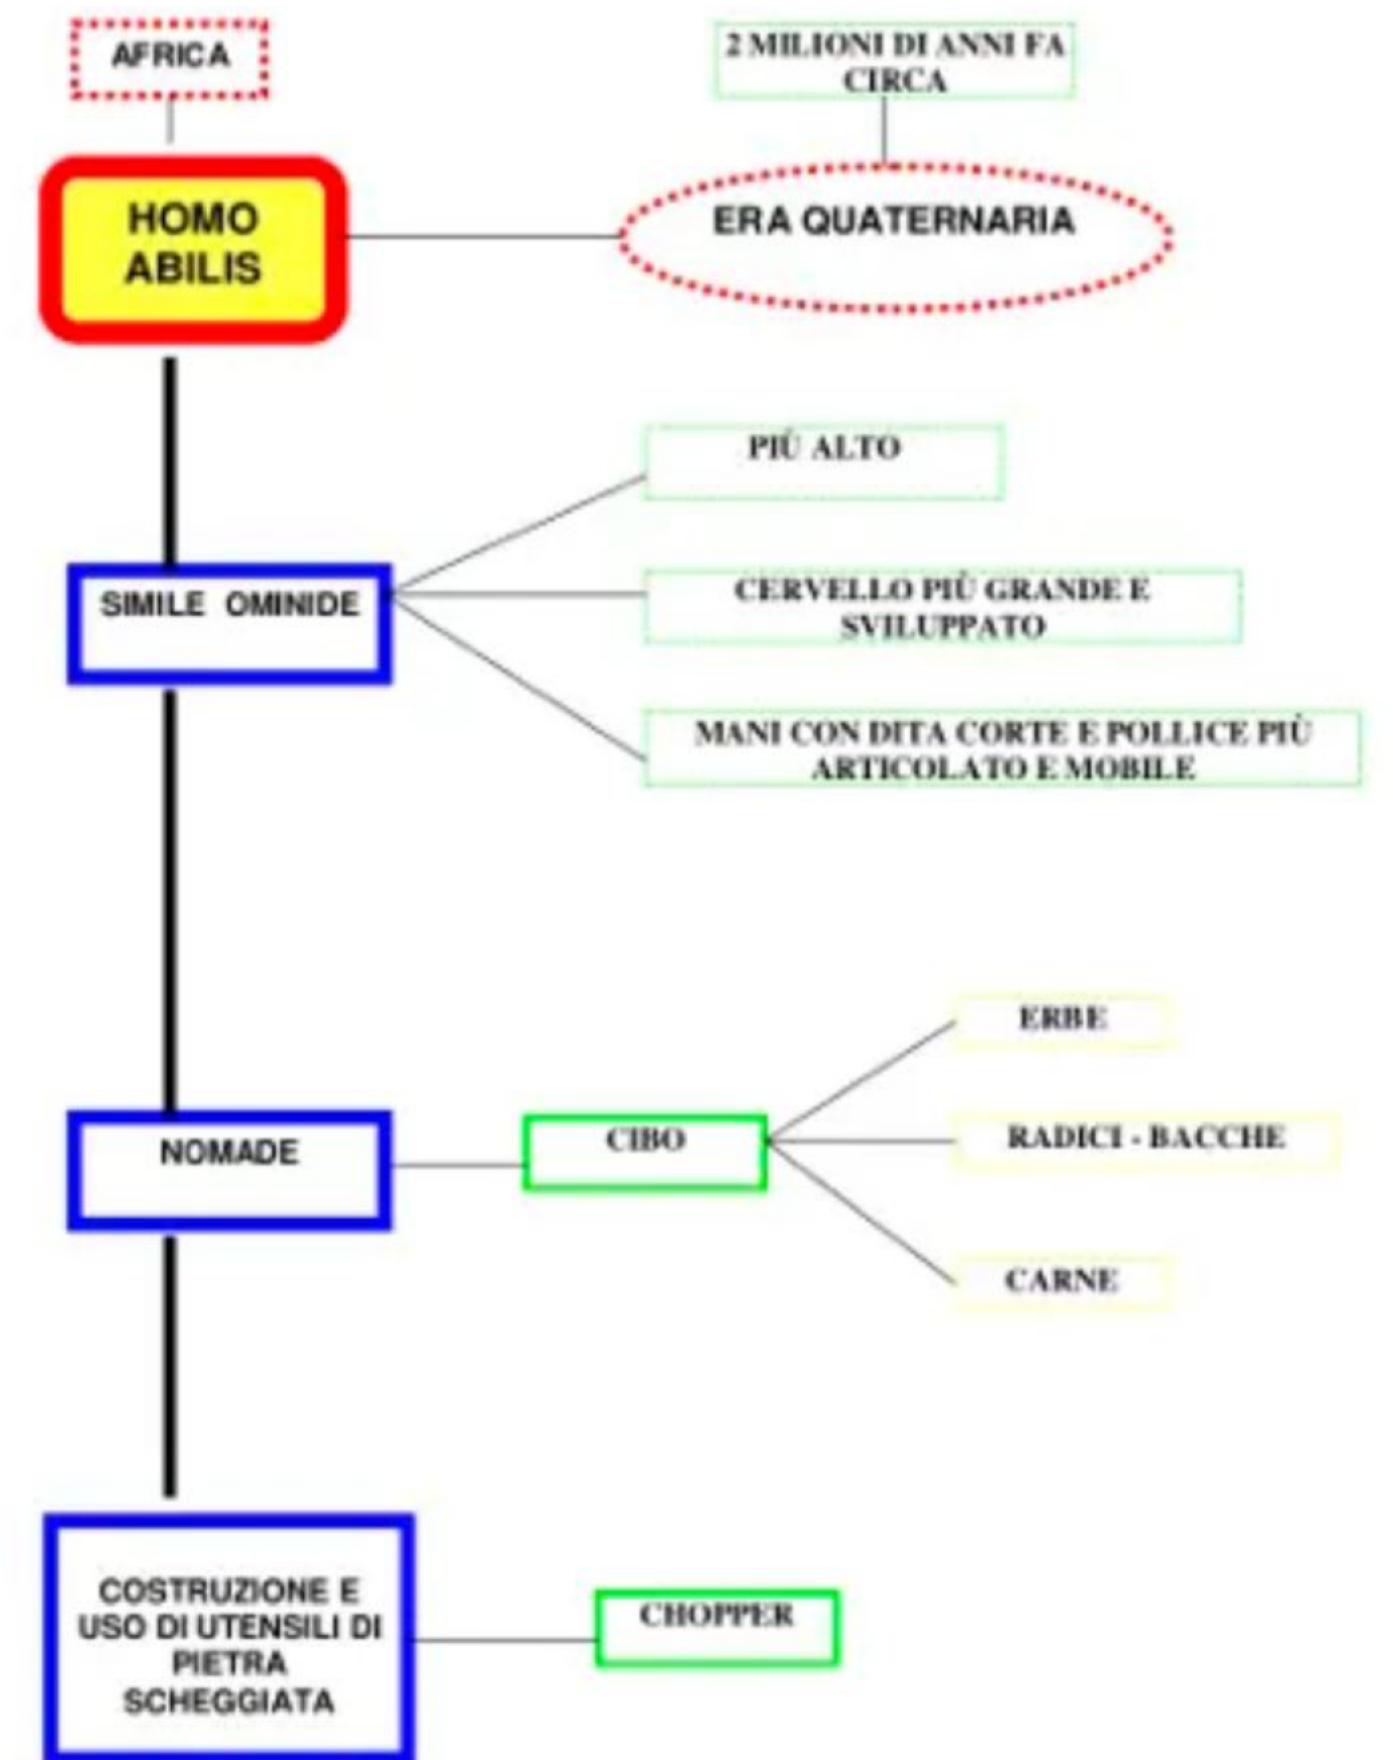 AFRICA
2 MILIONI DI ANNI FA
CIRCA
HOMO
ABILIS
ERA QUATERNARIA
PIÙ ALTO
SIMILE OMINIDE
CERVELLO PIÙ GRANDE E
SVILUPPATO
MANI CON DITA CORTE E POLLICE PIÙ
ARTICOLATO E MOBILE
ERBE
NOMADE
CIBO
RADICI - BACCHE
CARNE
COSTRUZIONE E
USO DI UTENSILI DI
PIETRA
SCHEGGIATA
CHOPPER